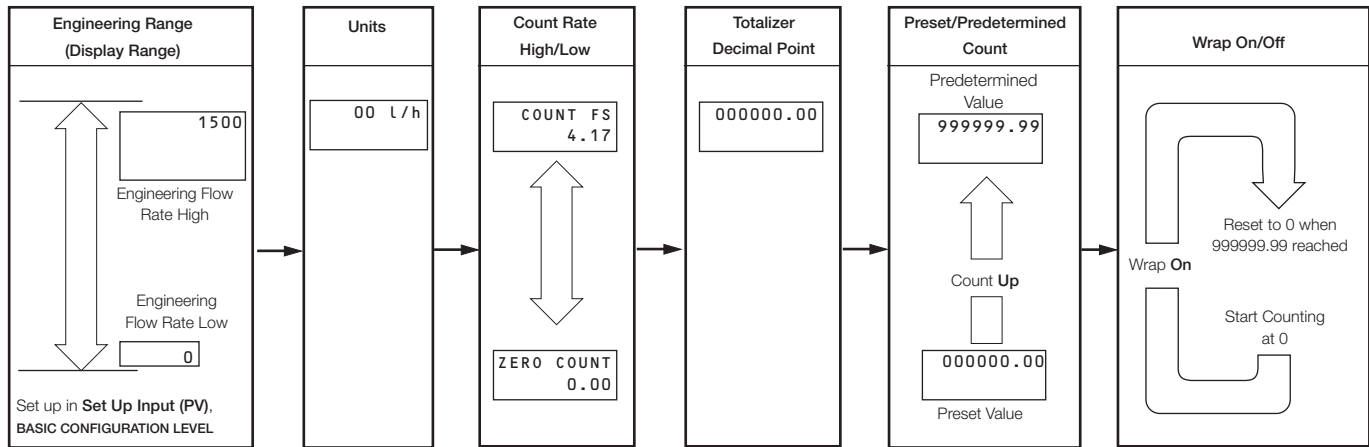 Engineering Range
(Display Range)
1500
Engineering Flow
Rate High
Engineering
Flow Rate Low
0
Set up in Set Up Input (PV),
BASIC CONFIGURATION LEVEL
Units
00 l/h
Count Rate
High/Low
COUNT FS
4.17
ZERO COUNT
0.00
Totalizer
Decimal Point
000000.00
Preset/Predetermined
Count
Predetermined
Value
999999.99
Count Up
000000.00
Preset Value
Wrap On/Off
Reset to 0 when
999999.99 reached
Wrap On
Start Counting
at 0